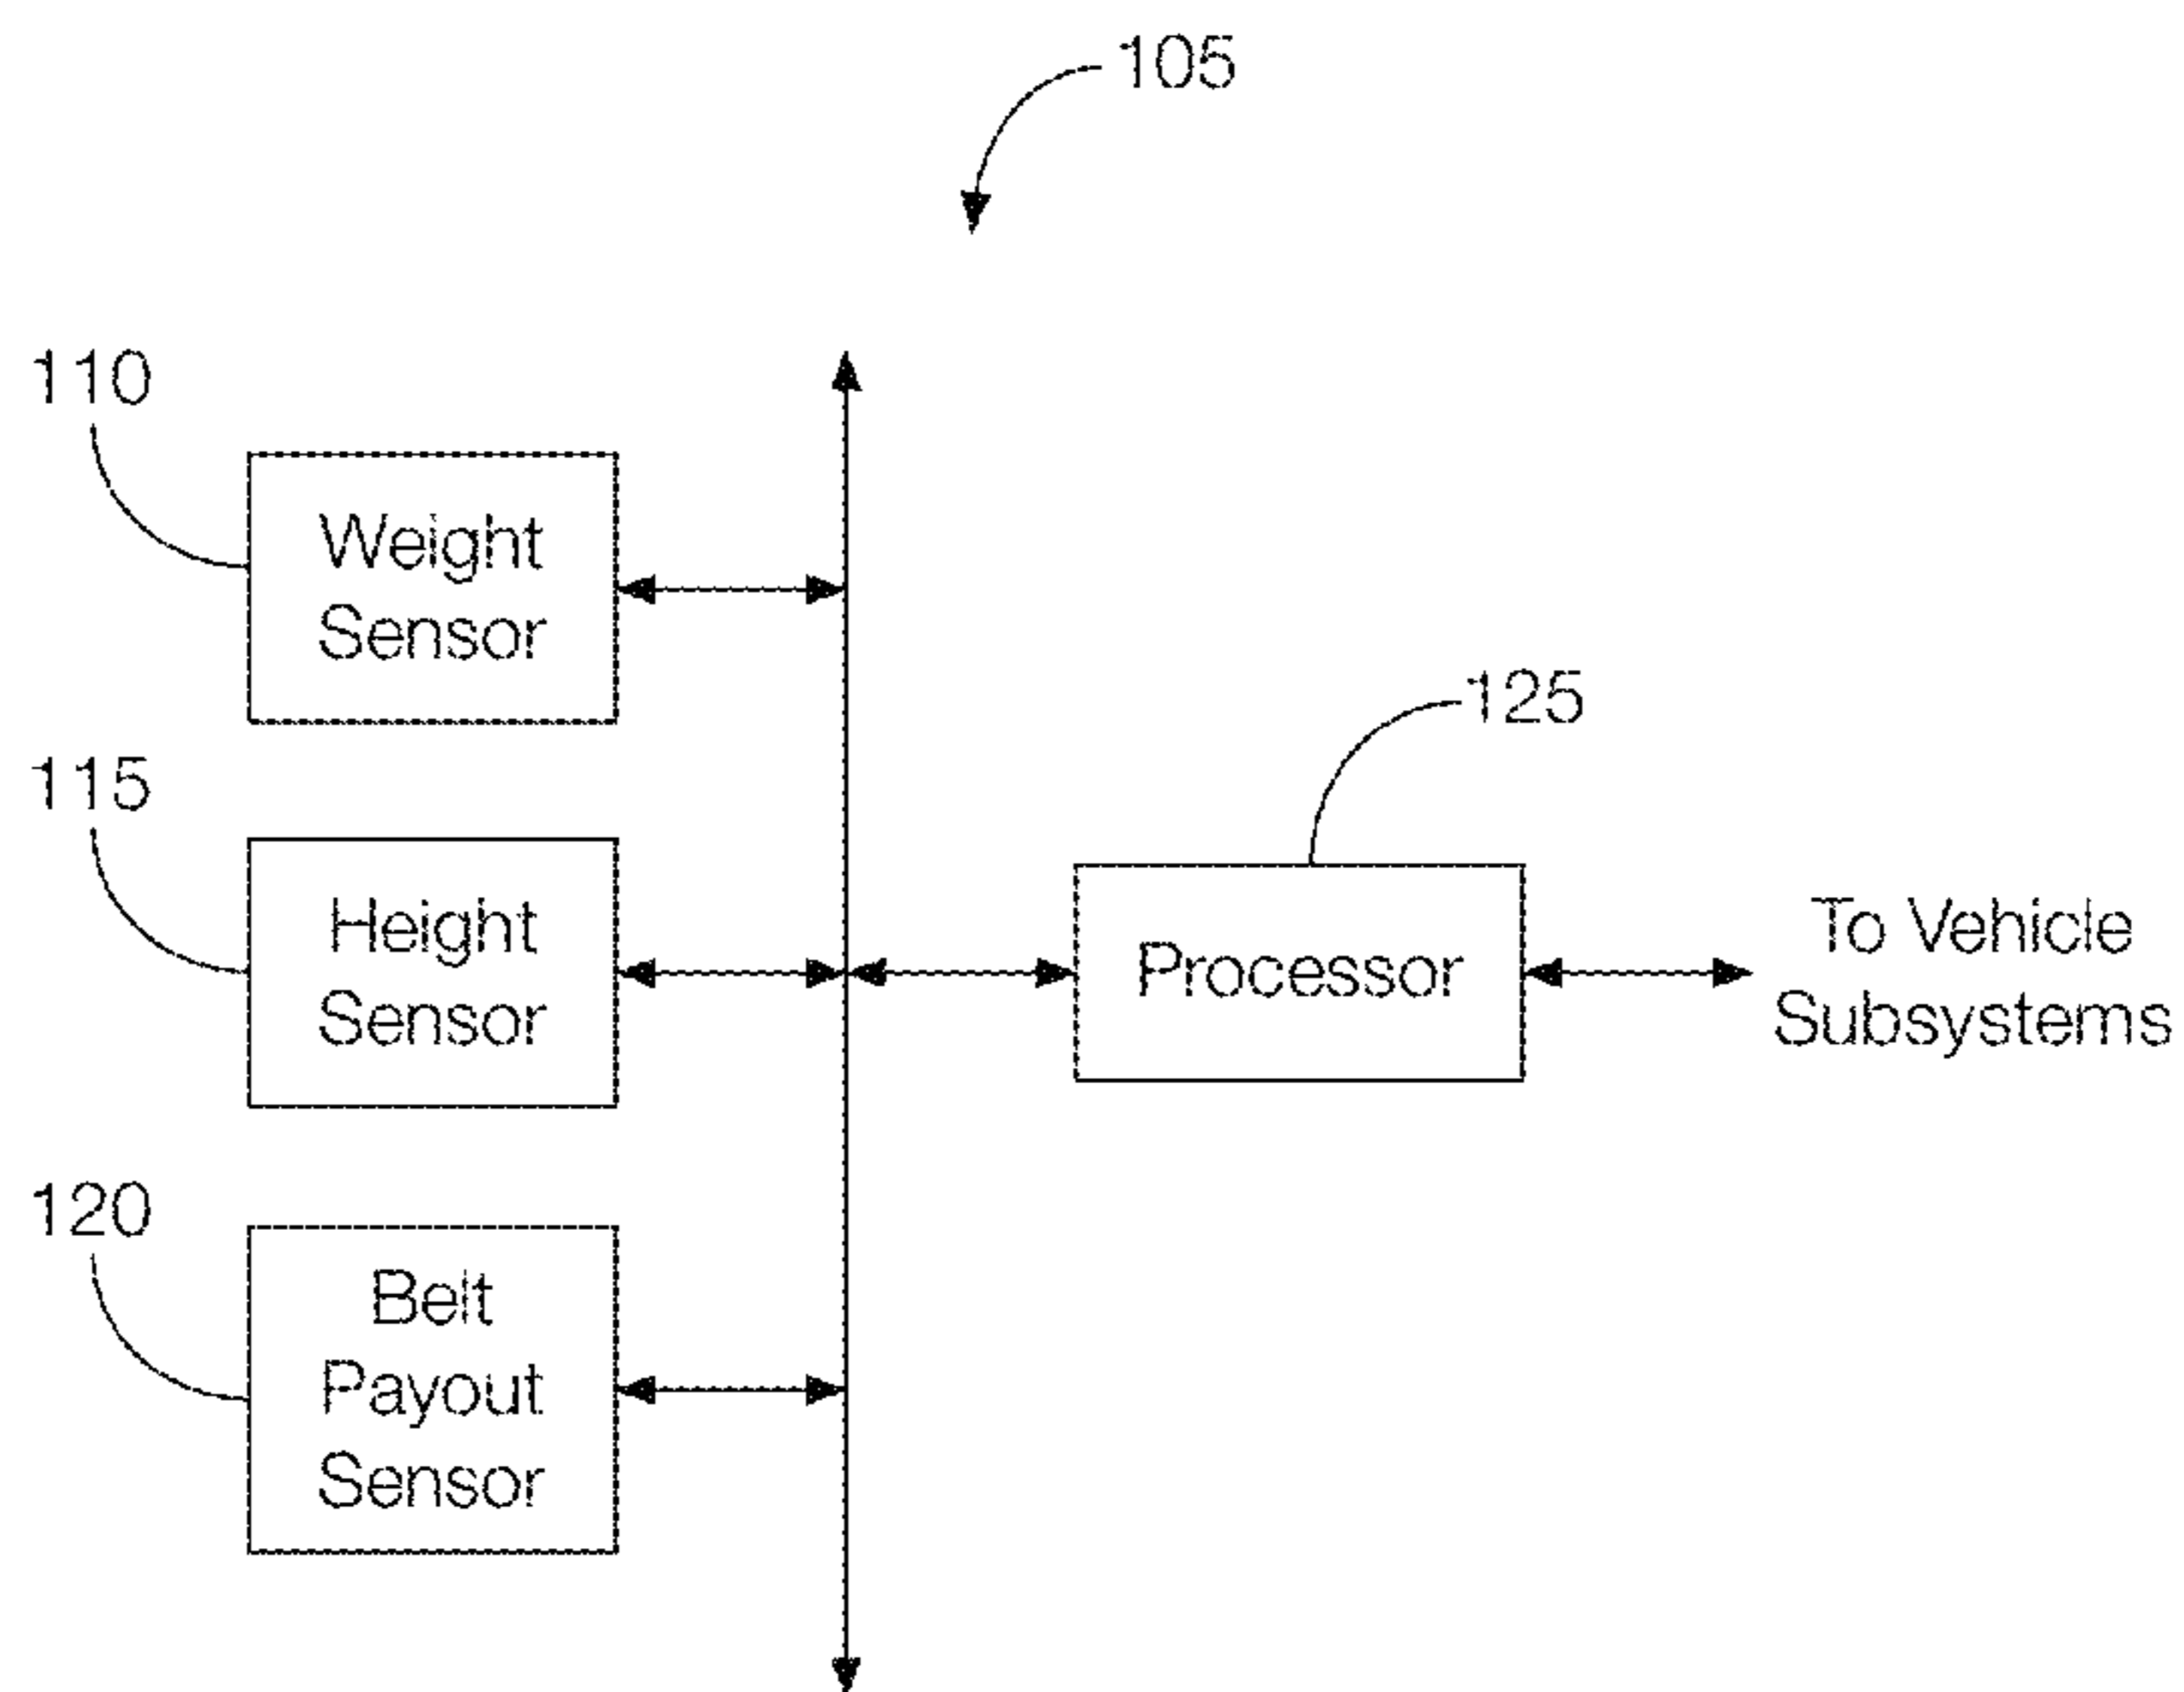 105
110
Weight
Sensor
125
115
Height
Sensor
Processor
To Vehicle
Subsystems
120
Belt
Payout
Sensor